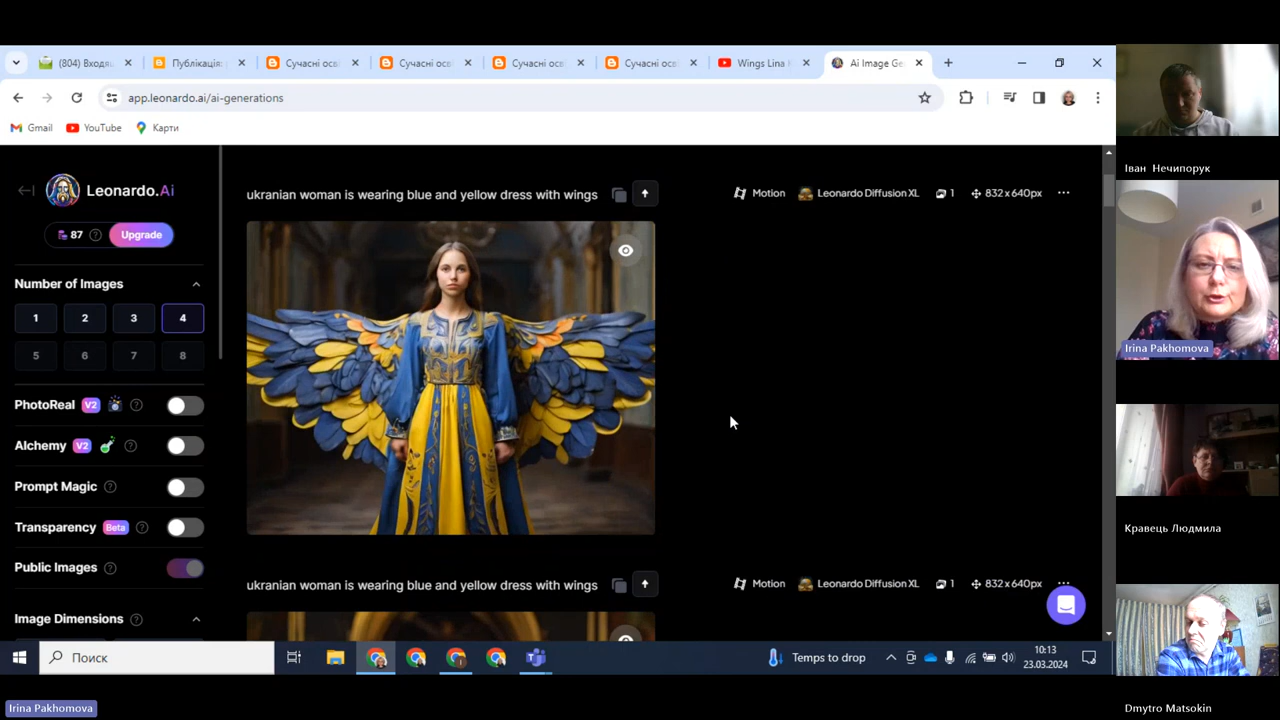 (804) Входящ
Публікація:
Сучасні осві
Сучасні осві
Сучасні осві
Сучасні осві
Wings Lina K
Ai Image Ge
app.leonardo.ai/ai-generations
Gmail
YouTube
Карти
Leonardo.Ai
87
Upgrade
Number of Images
1 2 3 4
5 6 7 8
PhotoReal V2
Alchemy V2
Prompt Magic
Transparency Beta
Public Images
Image Dimensions
ukranian woman is wearing blue and yellow dress with wings
Motion Leonardo Diffusion XL 1 832 x 640px
ukranian woman is wearing blue and yellow dress with wings
Motion Leonardo Diffusion XL 1 832 x 640px
Поиск
Temps to drop
10:13
23.03.2024
Іван Нечипорук
Irina Pakhomova
Кравець Людмила
Dmytro Matsokin
Irina Pakhomova